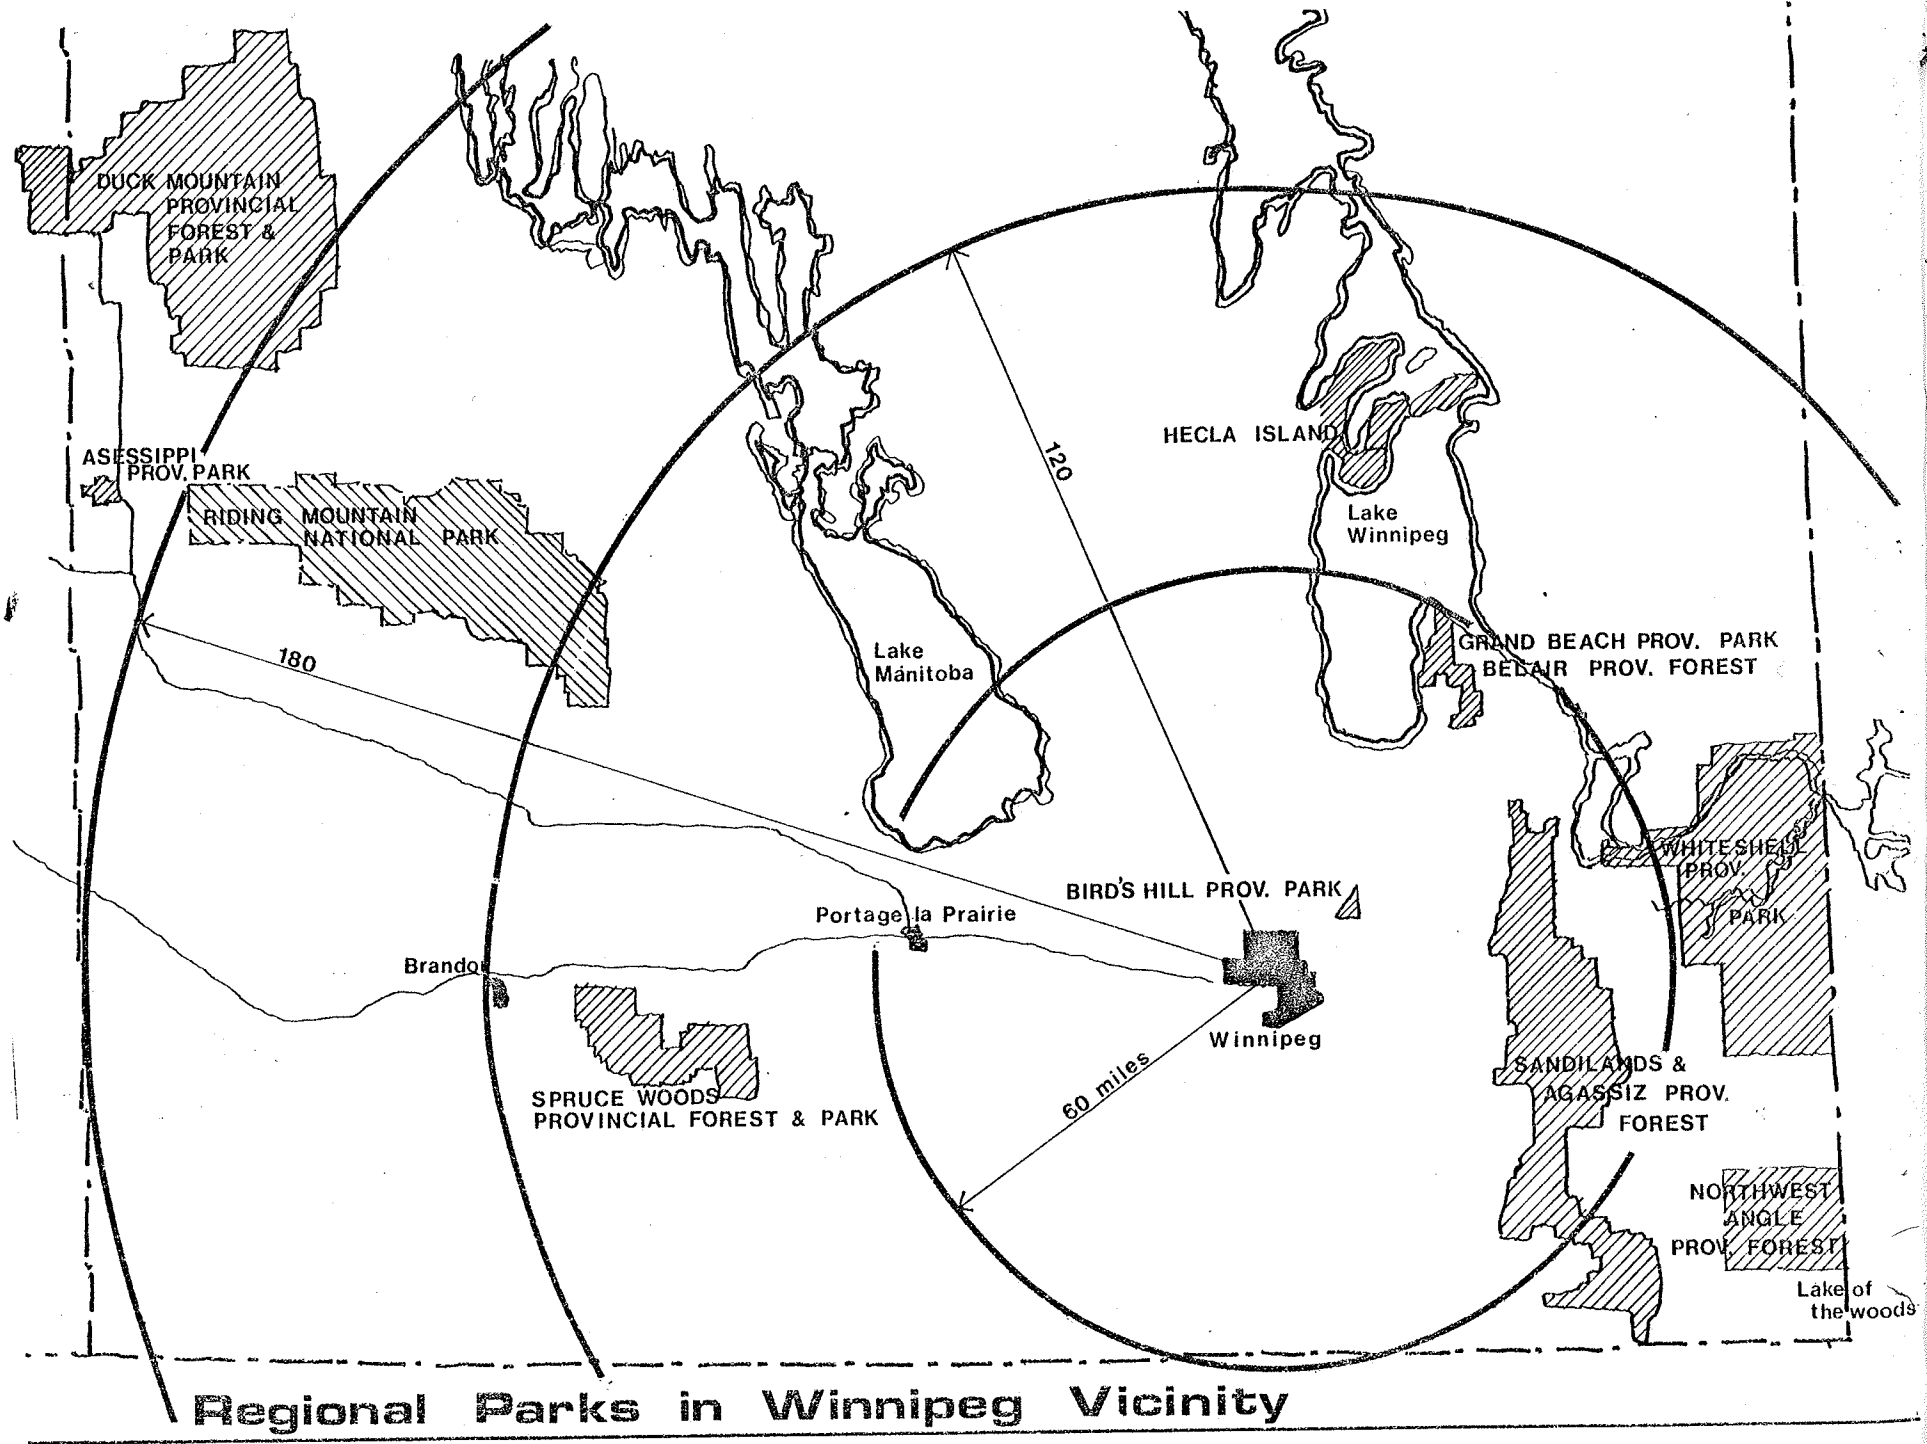 DUCK MOUNTAIN
PROVINCIAL
FOREST &
PARK
ASESSIPPI
PROV. PARK
RIDING MOUNTAIN
NATIONAL PARK
180
120
HECLA ISLAND
Lake
Winnipeg
Lake
Manitoba
GRAND BEACH PROV. PARK
BELAIR PROV. FOREST
WHITESHELL
PROV.
PARK
BIRD'S HILL PROV. PARK
Portage la Prairie
Brandon
Winnipeg
60 miles
SPRUCE WOODS
PROVINCIAL FOREST & PARK
SANDILANDS &
AGASSIZ PROV.
FOREST
NORTHWEST
ANGLE
PROV. FOREST
Lake of
the woods
Regional Parks in Winnipeg Vicinity